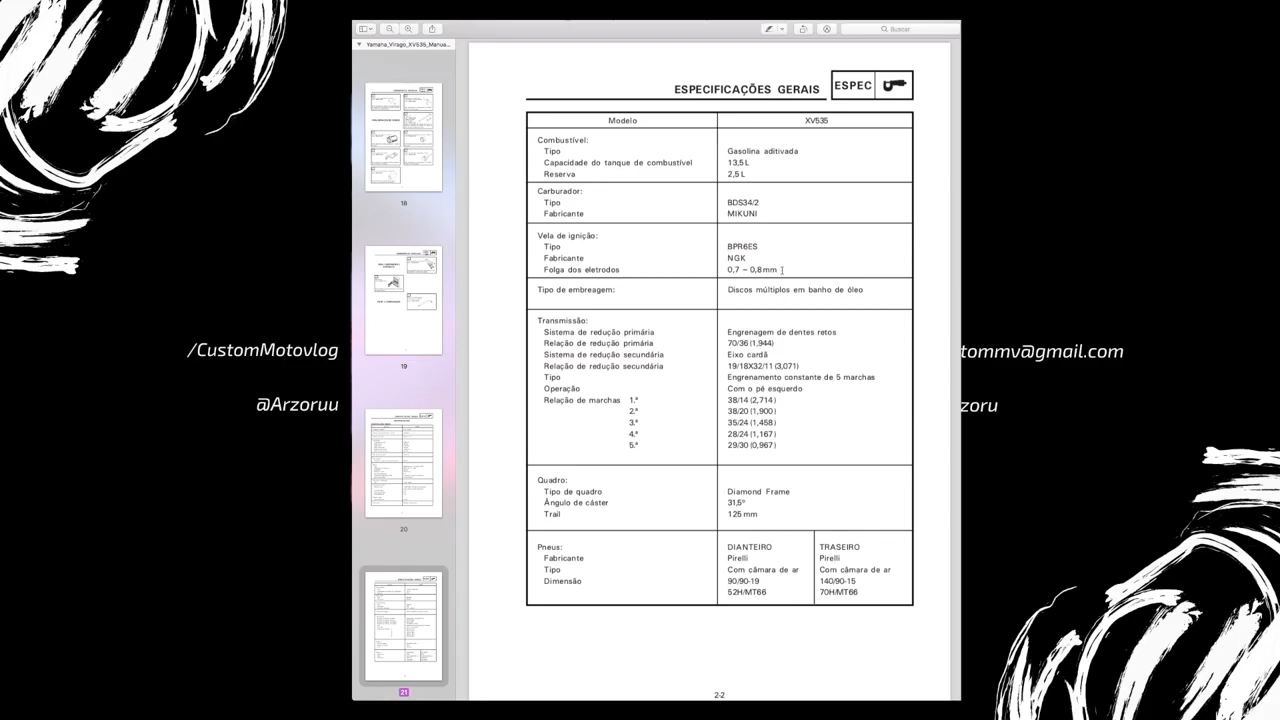 Buscar
Yamaha_Virago_XV535_Manua...
18
19
20
21
/CustomMotovlog
@Arzoruu
tommv@gmail.com
zoru
ESPECIFICAÇÕES GERAIS ESPEC
Modelo XV535
Combustível:
Tipo Gasolina aditivada
Capacidade do tanque de combustível 13,5 L
Reserva 2,5 L
Carburador:
Tipo BDS34/2
Fabricante MIKUNI
Vela de ignição:
Tipo BPR6ES
Fabricante NGK
Folga dos eletrodos 0,7 ~ 0,8 mm
Tipo de embreagem: Discos múltiplos em banho de óleo
Transmissão:
Sistema de redução primária Engrenagem de dentes retos
Relação de redução primária 70/36 (1,944)
Sistema de redução secundária Eixo cardã
Relação de redução secundária 19/18X32/11 (3,071)
Tipo Engrenamento constante de 5 marchas
Operação Com o pé esquerdo
Relação de marchas 1.ª 38/14 (2,714)
2.ª 38/20 (1,900)
3.ª 35/24 (1,458)
4.ª 28/24 (1,167)
5.ª 29/30 (0,967)
Quadro:
Tipo de quadro Diamond Frame
Ângulo de cáster 31,5º
Trail 125 mm
Pneus: DIANTEIRO TRASEIRO
Fabricante Pirelli Pirelli
Tipo Com câmara de ar Com câmara de ar
Dimensão 90/90-19 140/90-15
52H/MT66 70H/MT66
2-2